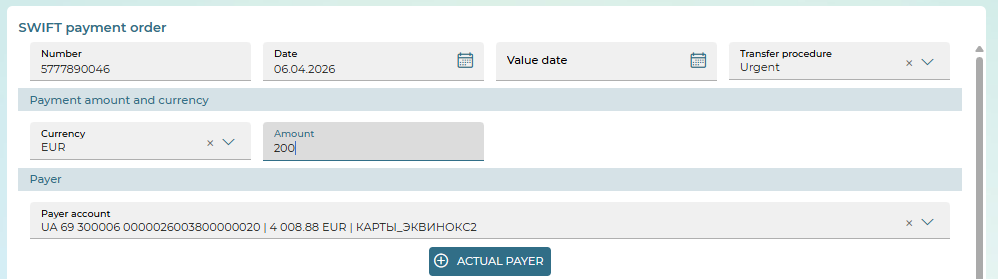 SWIFT payment order
Number
5777890046
Date
06.04.2026
Value date
Transfer procedure
Urgent
Payment amount and currency
Currency
EUR
Amount
200
Payer
Payer account
UA 69 300006 0000026003800000020 | 4 008.88 EUR | КАРТЫ_ЭКВИНОКС2
ACTUAL PAYER